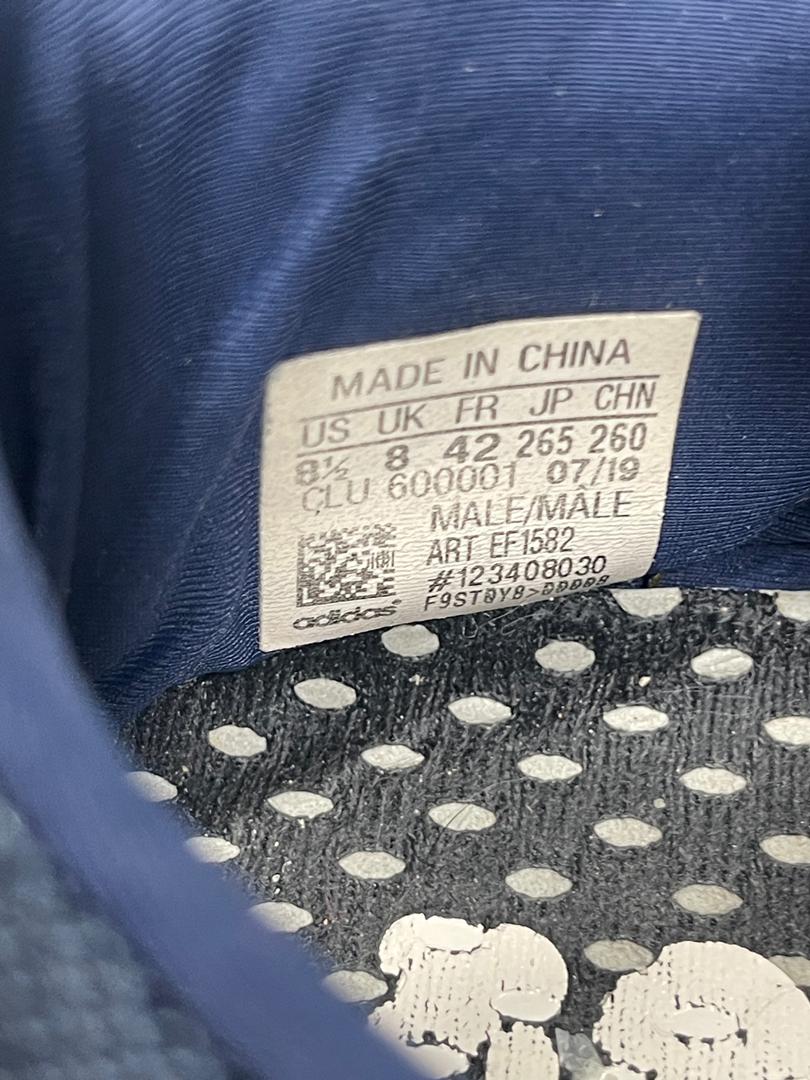 MADE IN CHINA
US UK FR JP CHN
8½ 8 42 265 260
CLU 600001 07/19
MALE/MÂLE
ART EF1582
#123408030
adidas